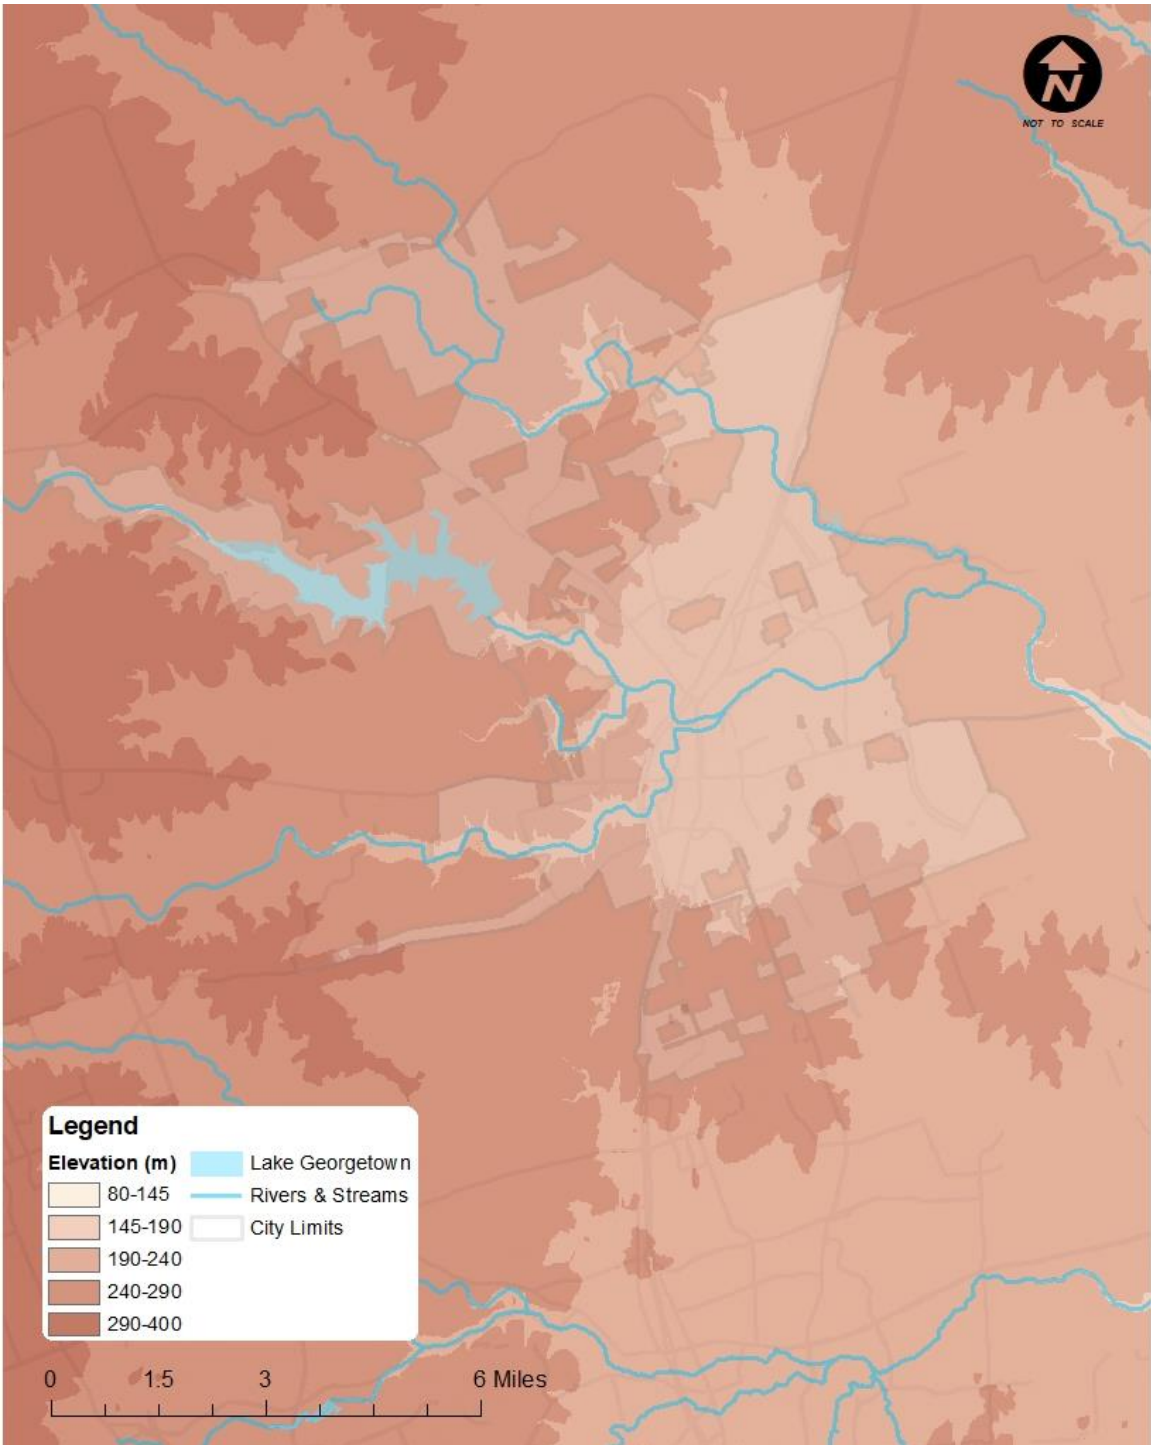 N
NOT TO SCALE
Legend
Elevation (m)
80-145
145-190
190-240
240-290
290-400
Lake Georgetown
Rivers & Streams
City Limits
0 1.5 3 6 Miles